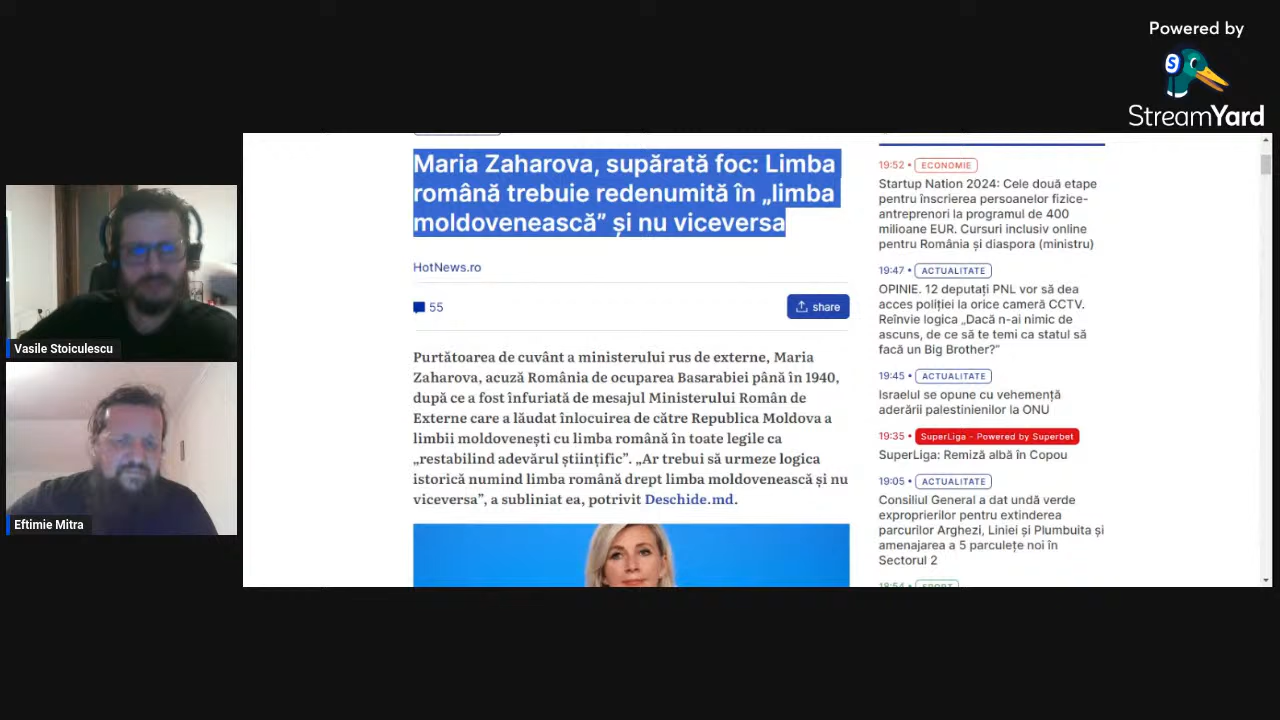 Powered by
S
StreamYard
Maria Zaharova, supărată foc: Limba
română trebuie redenumită în „limba
moldovenească” și nu viceversa
HotNews.ro
55
share
Purtătoarea de cuvânt a ministerului rus de externe, Maria
Zaharova, acuză România de ocuparea Basarabiei până în 1940,
după ce a fost înfuriată de mesajul Ministerului Român de
Externe care a lăudat înlocuirea de către Republica Moldova a
limbii moldovenești cu limba română în toate legile ca
„restabilind adevărul științific”. „Ar trebui să urmeze logica
istorică numind limba română drept limba moldovenească și nu
viceversa”, a subliniat ea, potrivit Deschide.md.
19:52 • ECONOMIE
Startup Nation 2024: Cele două etape
pentru înscrierea persoanelor fizice-
antreprenori la programul de 400
milioane EUR. Cursuri inclusiv online
pentru România și diaspora (ministru)
19:47 • ACTUALITATE
OPINIE. 12 deputați PNL vor să dea
acces poliției la orice cameră CCTV.
Reînvie logica „Dacă n-ai nimic de
ascuns, de ce să te temi ca statul să
facă un Big Brother?”
19:45 • ACTUALITATE
Israelul se opune cu vehemență
aderării palestinienilor la ONU
19:35 • SuperLiga - Powered by Superbet
SuperLiga: Remiză albă în Copou
19:05 • ACTUALITATE
Consiliul General a dat undă verde
exproprierilor pentru extinderea
parcurilor Arghezi, Liniei și Plumbuita și
amenajarea a 5 parculețe noi în
Sectorul 2
18:54 • SPORT
Vasile Stoiculescu
Eftimie Mitra